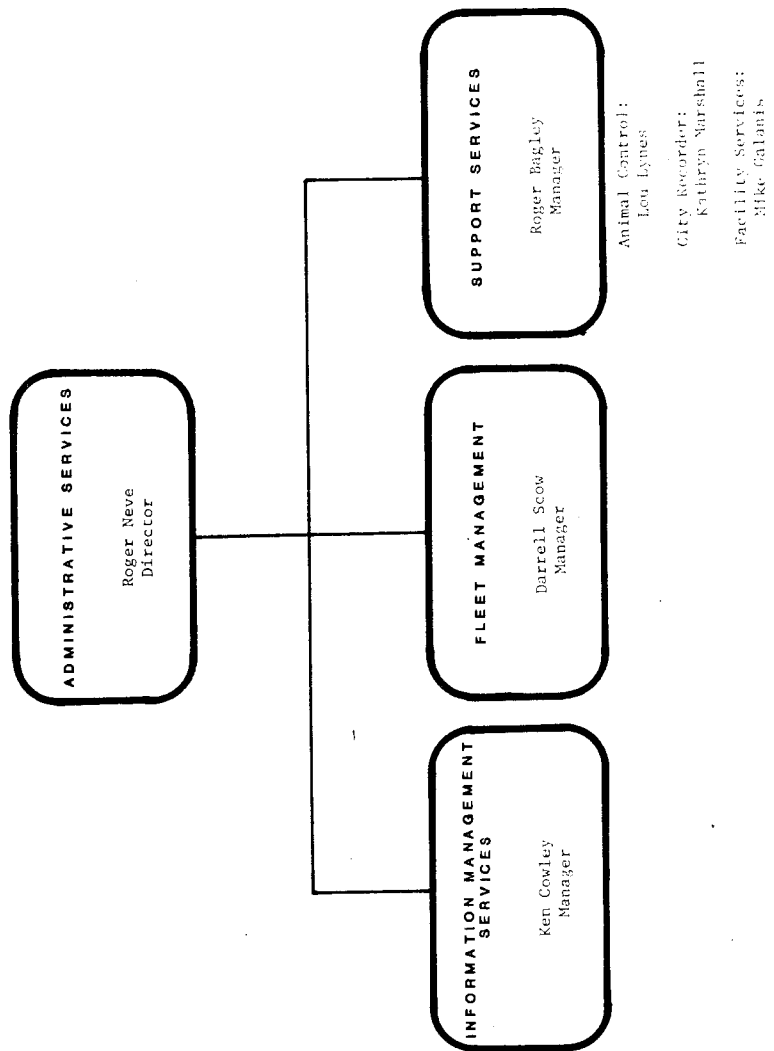 ADMINISTRATIVE SERVICES
Roger Neve
Director
INFORMATION MANAGEMENT
SERVICES
Ken Cowley
Manager
FLEET MANAGEMENT
Darrell Scow
Manager
SUPPORT SERVICES
Roger Bagley
Manager
Animal Control:
Lou Lynes
City Recorder:
Kathryn Marshall
Facility Services:
Mike Galanis